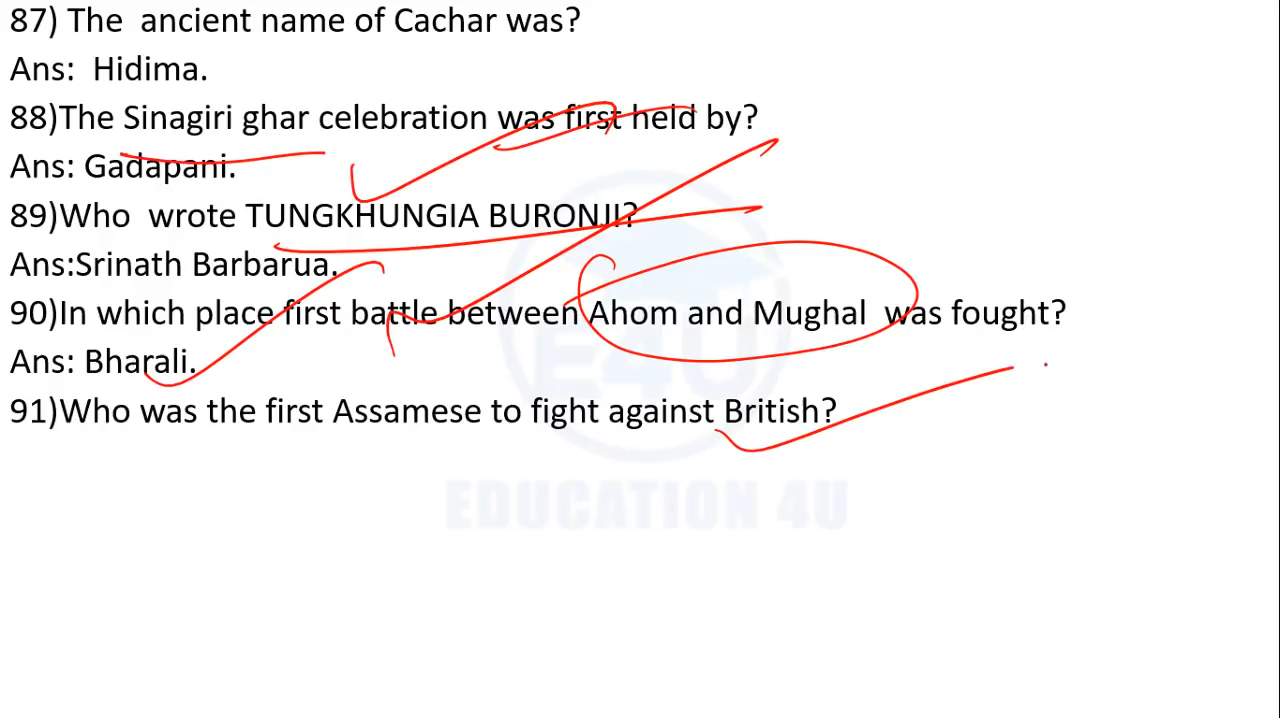 87) The  ancient name of Cachar was?
Ans:  Hidima.
88)The Sinagiri ghar celebration was first held by?
Ans: Gadapani.
89)Who  wrote TUNGKHUNGIA BURONJI?
Ans:Srinath Barbarua.
90)In which place first battle between Ahom and Mughal  was fought?
Ans: Bharali.
91)Who was the first Assamese to fight against British?
E4U
EDUCATION 4U